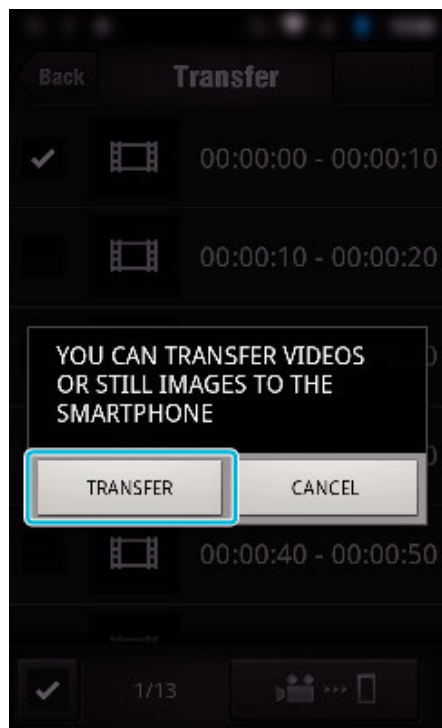 Back
Transfer
00:00:00 - 00:00:10
00:00:10 - 00:00:20
YOU CAN TRANSFER VIDEOS
OR STILL IMAGES TO THE
SMARTPHONE
TRANSFER
CANCEL
00:00:40 - 00:00:50
1/13